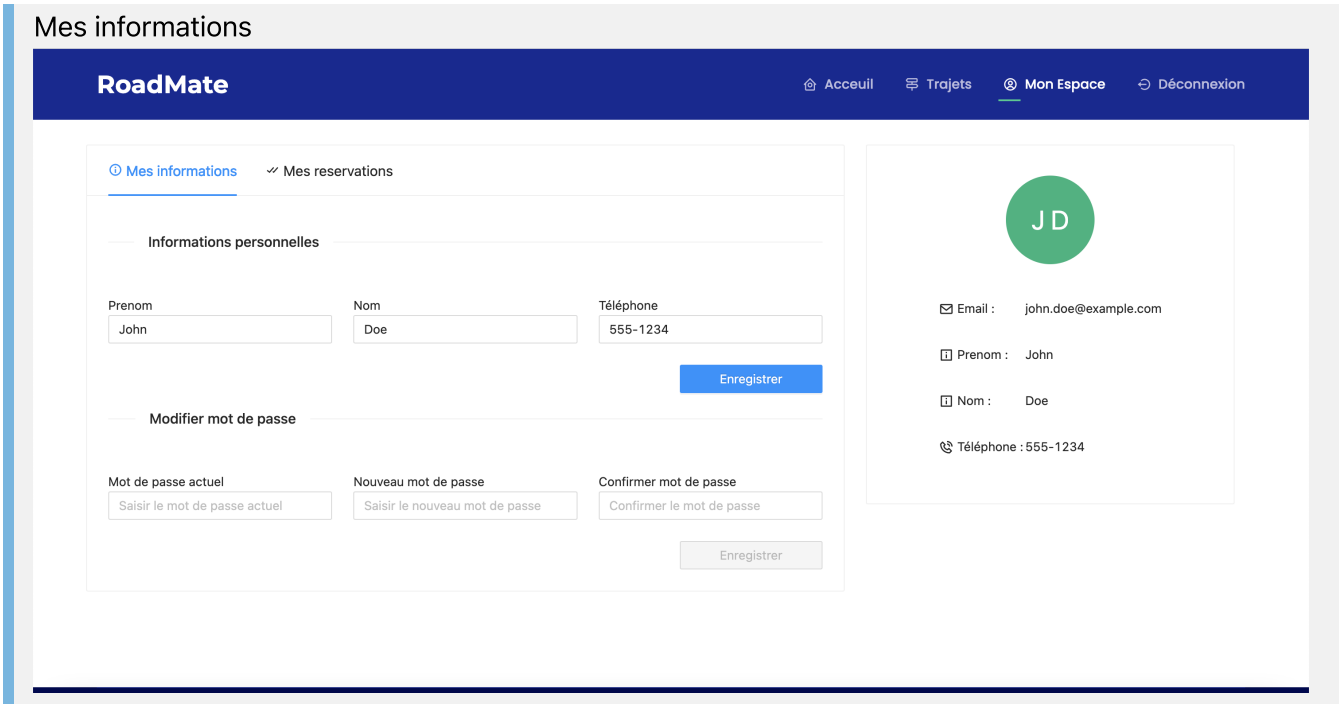 Mes informations
RoadMate
Acceuil
Trajets
Mon Espace
Déconnexion
Mes informations
Mes reservations
Informations personnelles
Prenom
Nom
Téléphone
John
Doe
555-1234
Enregistrer
Modifier mot de passe
Mot de passe actuel
Nouveau mot de passe
Confirmer mot de passe
Saisir le mot de passe actuel
Saisir le nouveau mot de passe
Confirmer le mot de passe
Enregistrer
J D
Email : john.doe@example.com
Prenom : John
Nom : Doe
Téléphone : 555-1234